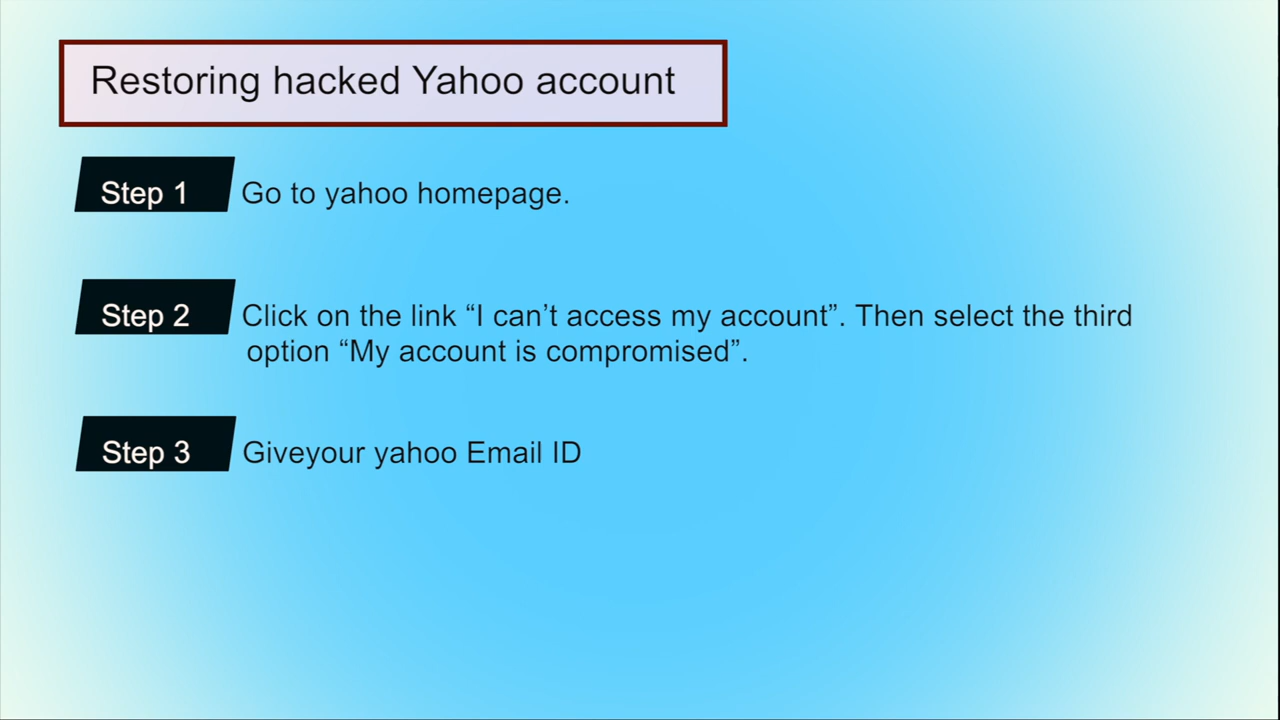 Restoring hacked Yahoo account
Step 1 Go to yahoo homepage.
Step 2 Click on the link “I can’t access my account”. Then select the third
option “My account is compromised”.
Step 3 Giveyour yahoo Email ID